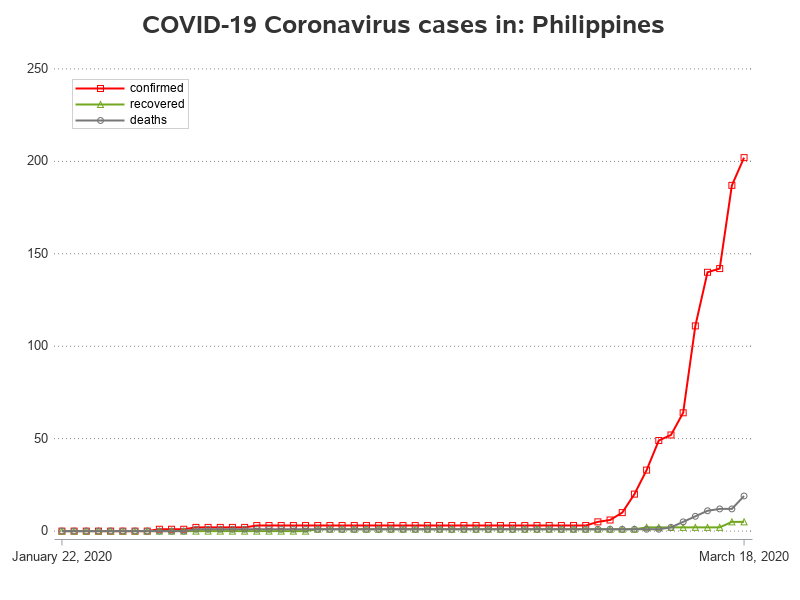 COVID-19 Coronavirus cases in: Philippines
250
confirmed
recovered
deaths
200
150
100
50
0
January 22, 2020
March 18, 2020